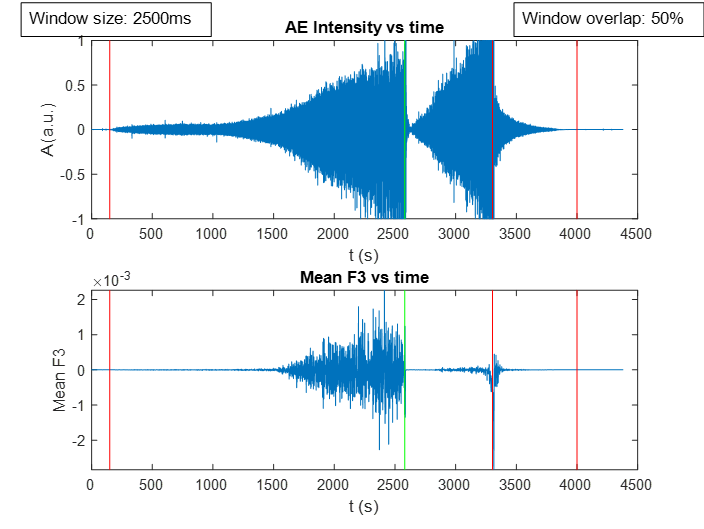 Window size: 2500ms
Window overlap: 50%
AE Intensity vs time
1
0.5
0
-0.5
-1
A(a.u.)
0 500 1000 1500 2000 2500 3000 3500 4000 4500
t (s)
Mean F3 vs time
×10-3
2
1
0
-1
-2
Mean F3
0 500 1000 1500 2000 2500 3000 3500 4000 4500
t (s)